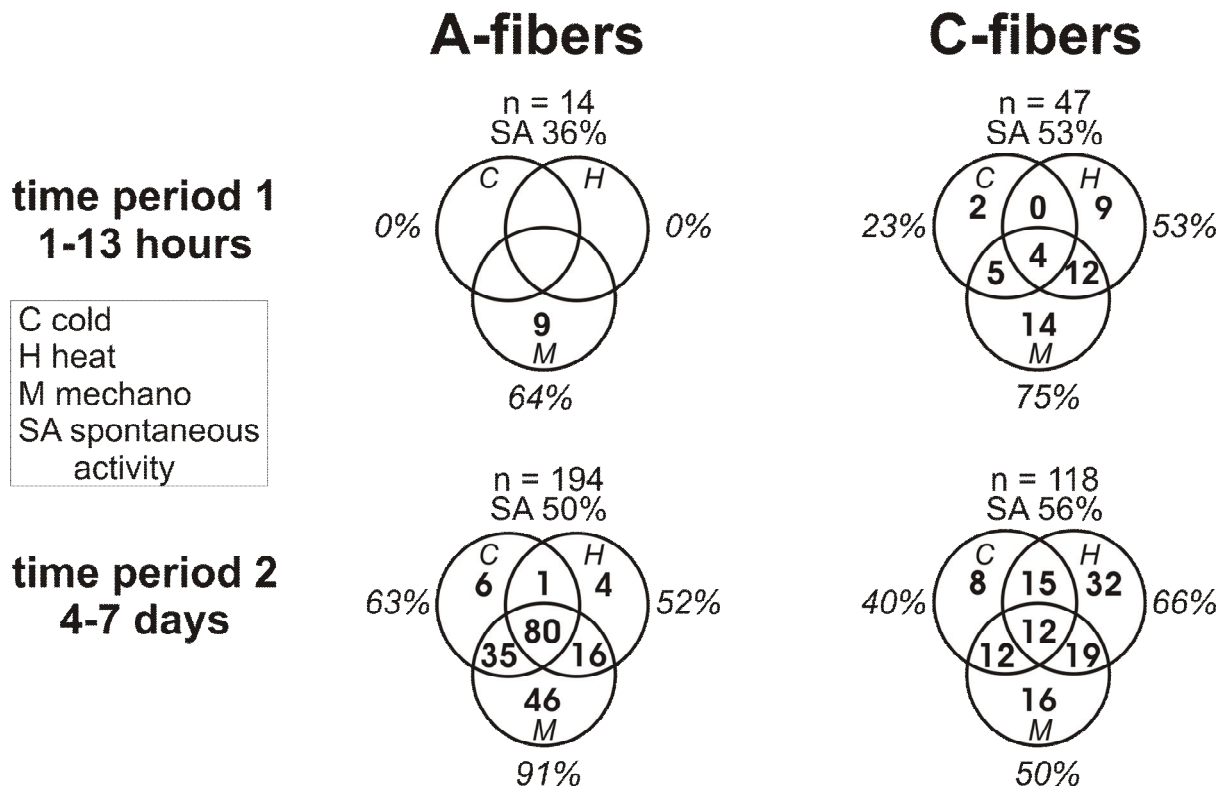 A-fibers
C-fibers
n = 14
SA 36%
n = 47
SA 53%
time period 1
1-13 hours
C
H
0%
0%
9
M
64%
C
H
2
0
9
23%
53%
4
5
12
14
M
75%
C cold
H heat
M mechano
SA spontaneous
activity
time period 2
4-7 days
n = 194
SA 50%
C
H
6
1
4
63%
52%
80
35
16
46
M
91%
n = 118
SA 56%
C
H
8
15
32
40%
66%
12
12
19
16
M
50%